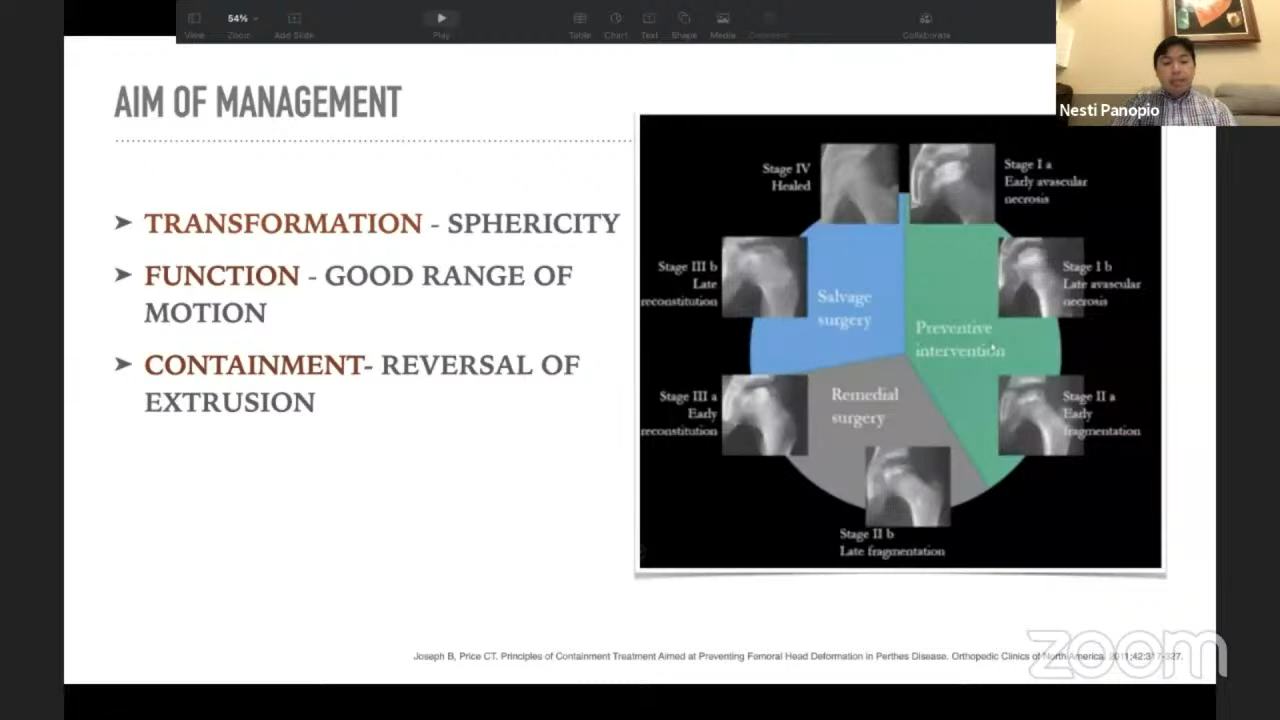 54%
View
Zoom
Add Slide
Play
Table
Chart
Text
Shape
Media
Comment
Collaborate
Nesti Panopio
AIM OF MANAGEMENT
➤ TRANSFORMATION - SPHERICITY
➤ FUNCTION - GOOD RANGE OF
MOTION
➤ CONTAINMENT- REVERSAL OF
EXTRUSION
Stage IV
Healed
Stage I a
Early avascular
necrosis
Stage III b
Late
reconstitution
Stage I b
Late avascular
necrosis
Salvage
surgery
Preventive
intervention
Stage III a
Early
reconstitution
Remedial
surgery
Stage II a
Early
fragmentation
Stage II b
Late fragmentation
Joseph B, Price CT. Principles of Containment Treatment Aimed at Preventing Femoral Head Deformation in Perthes Disease. Orthopedic Clinics of North America. 2011;42:317-327.
zoom